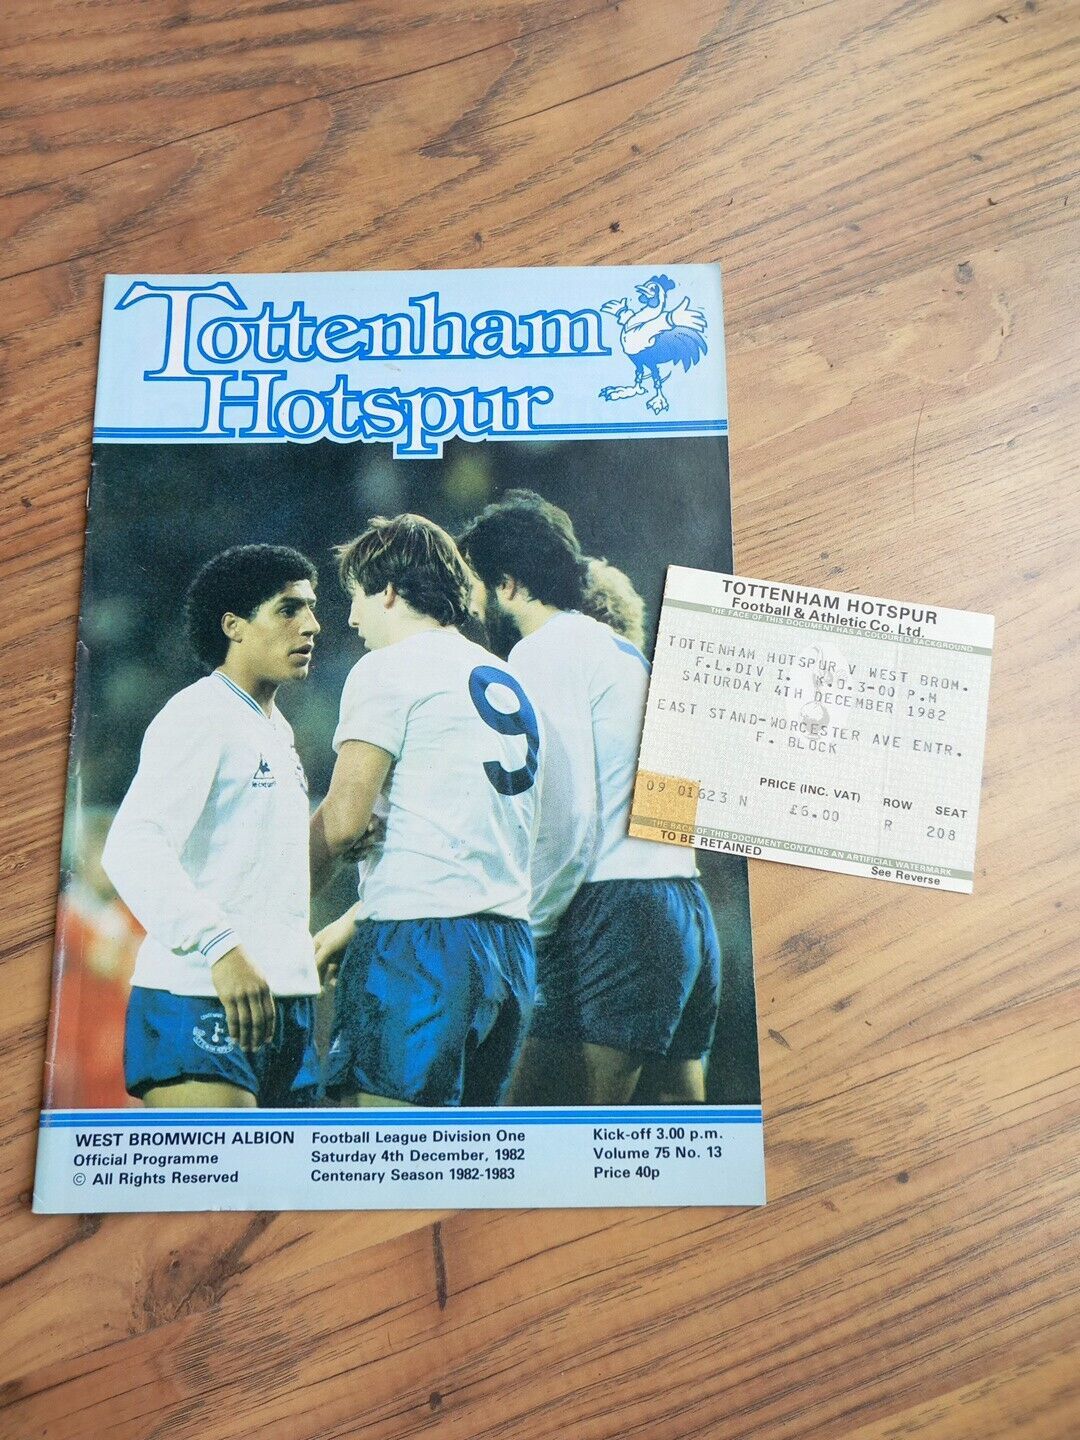 Tottenham
Hotspur
9
le coq sportif
WEST BROMWICH ALBION
Official Programme
© All Rights Reserved
Football League Division One
Saturday 4th December, 1982
Centenary Season 1982-1983
Kick-off 3.00 p.m.
Volume 75 No. 13
Price 40p
TOTTENHAM HOTSPUR
Football & Athletic Co. Ltd.
THE FACE OF THIS DOCUMENT HAS A COLOURED BACKGROUND
TOTTENHAM HOTSPUR V WEST BROM.
F.L.DIV I. K.O.3-00 P.M
SATURDAY 4TH DECEMBER 1982
EAST STAND-WORCESTER AVE ENTR.
F. BLOCK
PRICE (INC. VAT) ROW SEAT
09 01623 N £6.00 R 208
THE BACK OF THIS DOCUMENT CONTAINS AN ARTIFICIAL WATERMARK
TO BE RETAINED
See Reverse